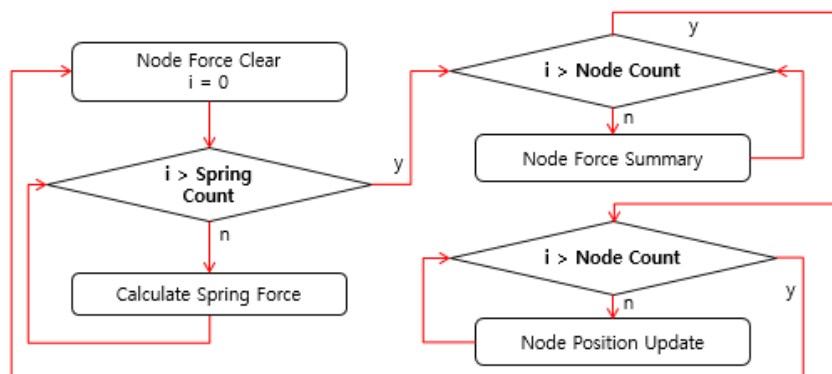 Node Force Clear
i = 0
i > Spring
Count
y
n
Calculate Spring Force
y
i > Node Count
n
Node Force Summary
i > Node Count
y
n
Node Position Update